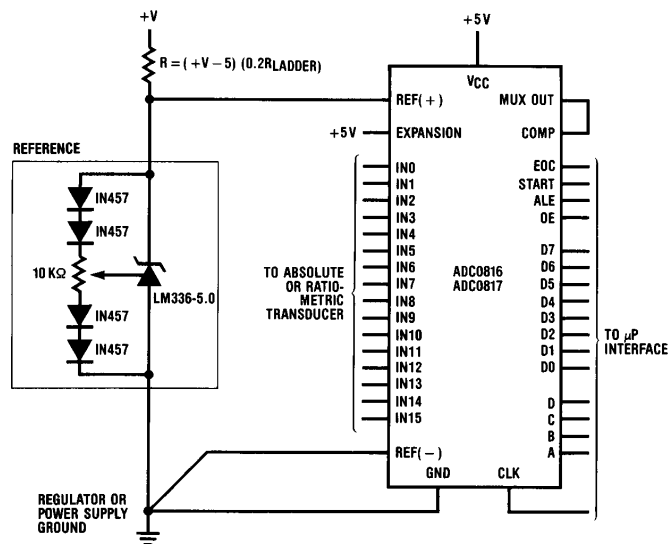 +V
R = (+V − 5) (0.2RLADDER)
+5V
VCC
REF(+)
MUX OUT
+5V
EXPANSION
COMP
REFERENCE
IN457
IN457
10 KΩ
LM336-5.0
IN457
IN457
TO ABSOLUTE
OR RATIO-
METRIC
TRANSDUCER
IN0
IN1
IN2
IN3
IN4
IN5
IN6
IN7
IN8
IN9
IN10
IN11
IN12
IN13
IN14
IN15
ADC0816
ADC0817
EOC
START
ALE
OE
D7
D6
D5
D4
D3
D2
D1
D0
D
C
B
A
TO μP
INTERFACE
REF(−)
GND
CLK
REGULATOR OR
POWER SUPPLY
GROUND